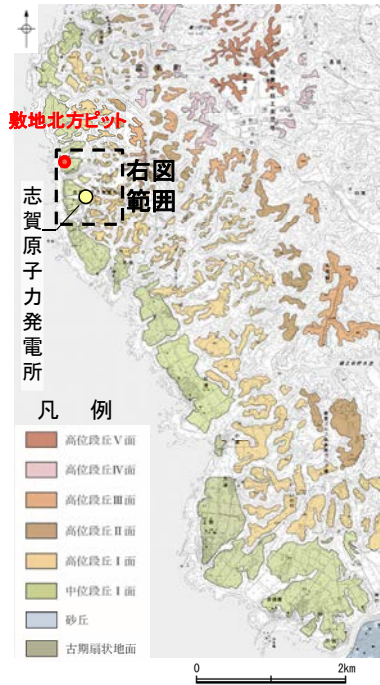 敷地北方ピット
右図
範囲
志賀原子力発電所
凡 例
高位段丘Ⅴ面
高位段丘Ⅳ面
高位段丘Ⅲ面
高位段丘Ⅱ面
高位段丘Ⅰ面
中位段丘Ⅰ面
砂丘
古期扇状地面
0 2km